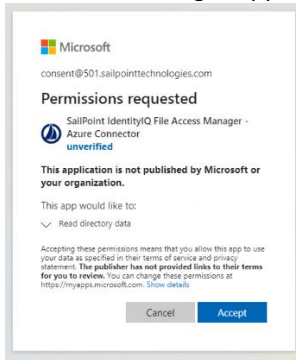 Microsoft
consent@501.sailpointtechnologies.com
Permissions requested
SailPoint IdentityIQ File Access Manager -
Azure Connector
unverified
This application is not published by Microsoft or
your organization.
This app would like to:
Read directory data
Accepting these permissions means that you allow this app to use
your data as specified in their terms of service and privacy
statement. The publisher has not provided links to their terms
for you to review. You can change these permissions at
https://myapps.microsoft.com. Show details
Cancel Accept